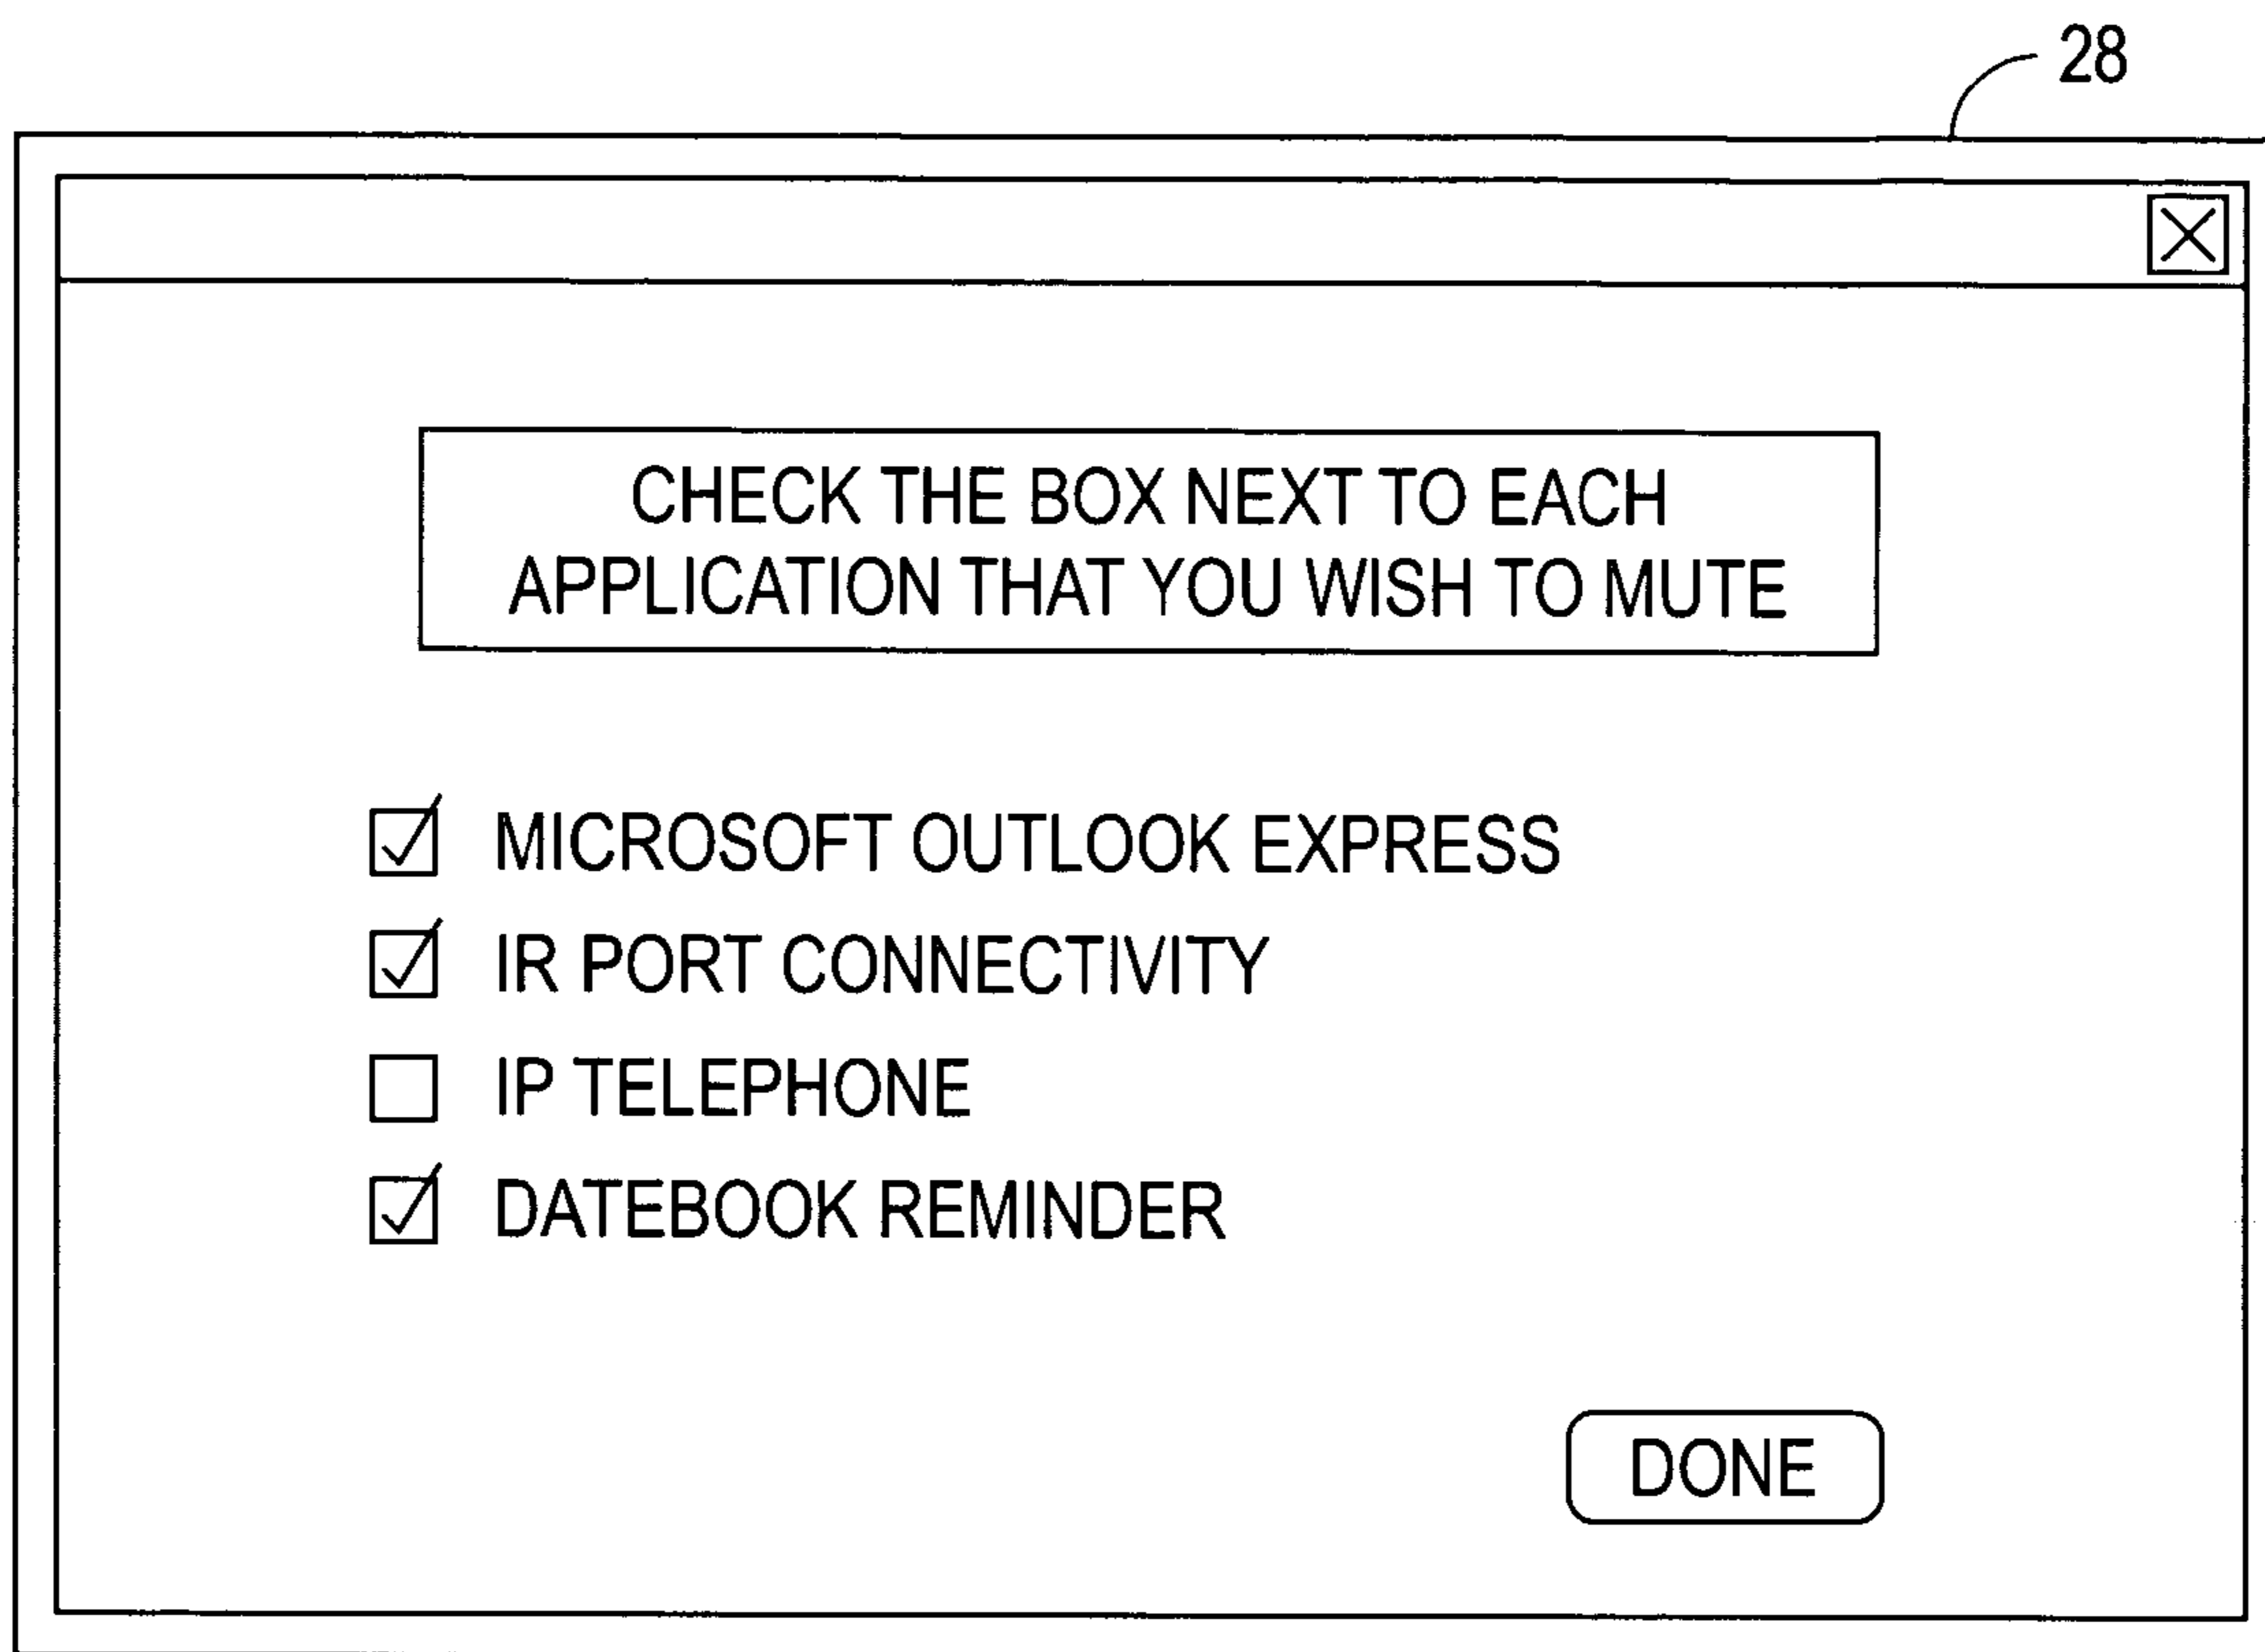 28
CHECK THE BOX NEXT TO EACH
APPLICATION THAT YOU WISH TO MUTE
MICROSOFT OUTLOOK EXPRESS
IR PORT CONNECTIVITY
IP TELEPHONE
DATEBOOK REMINDER
DONE